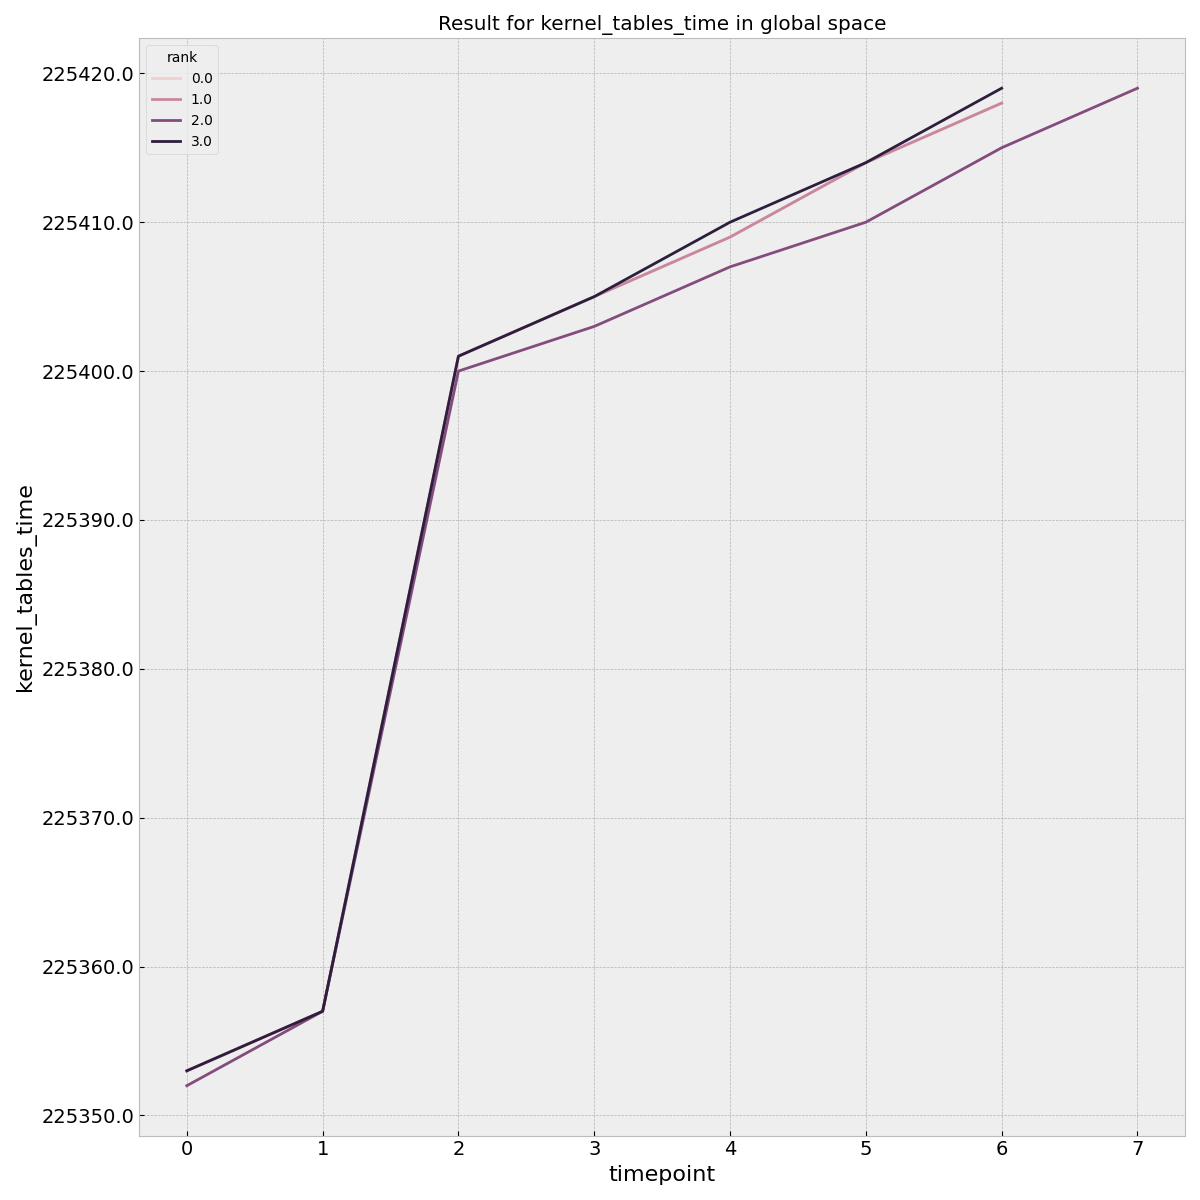 Result for kernel_tables_time in global space
rank
0.0
1.0
2.0
3.0
225420.0
225410.0
225400.0
225390.0
225380.0
225370.0
225360.0
225350.0
kernel_tables_time
0 1 2 3 4 5 6 7
timepoint